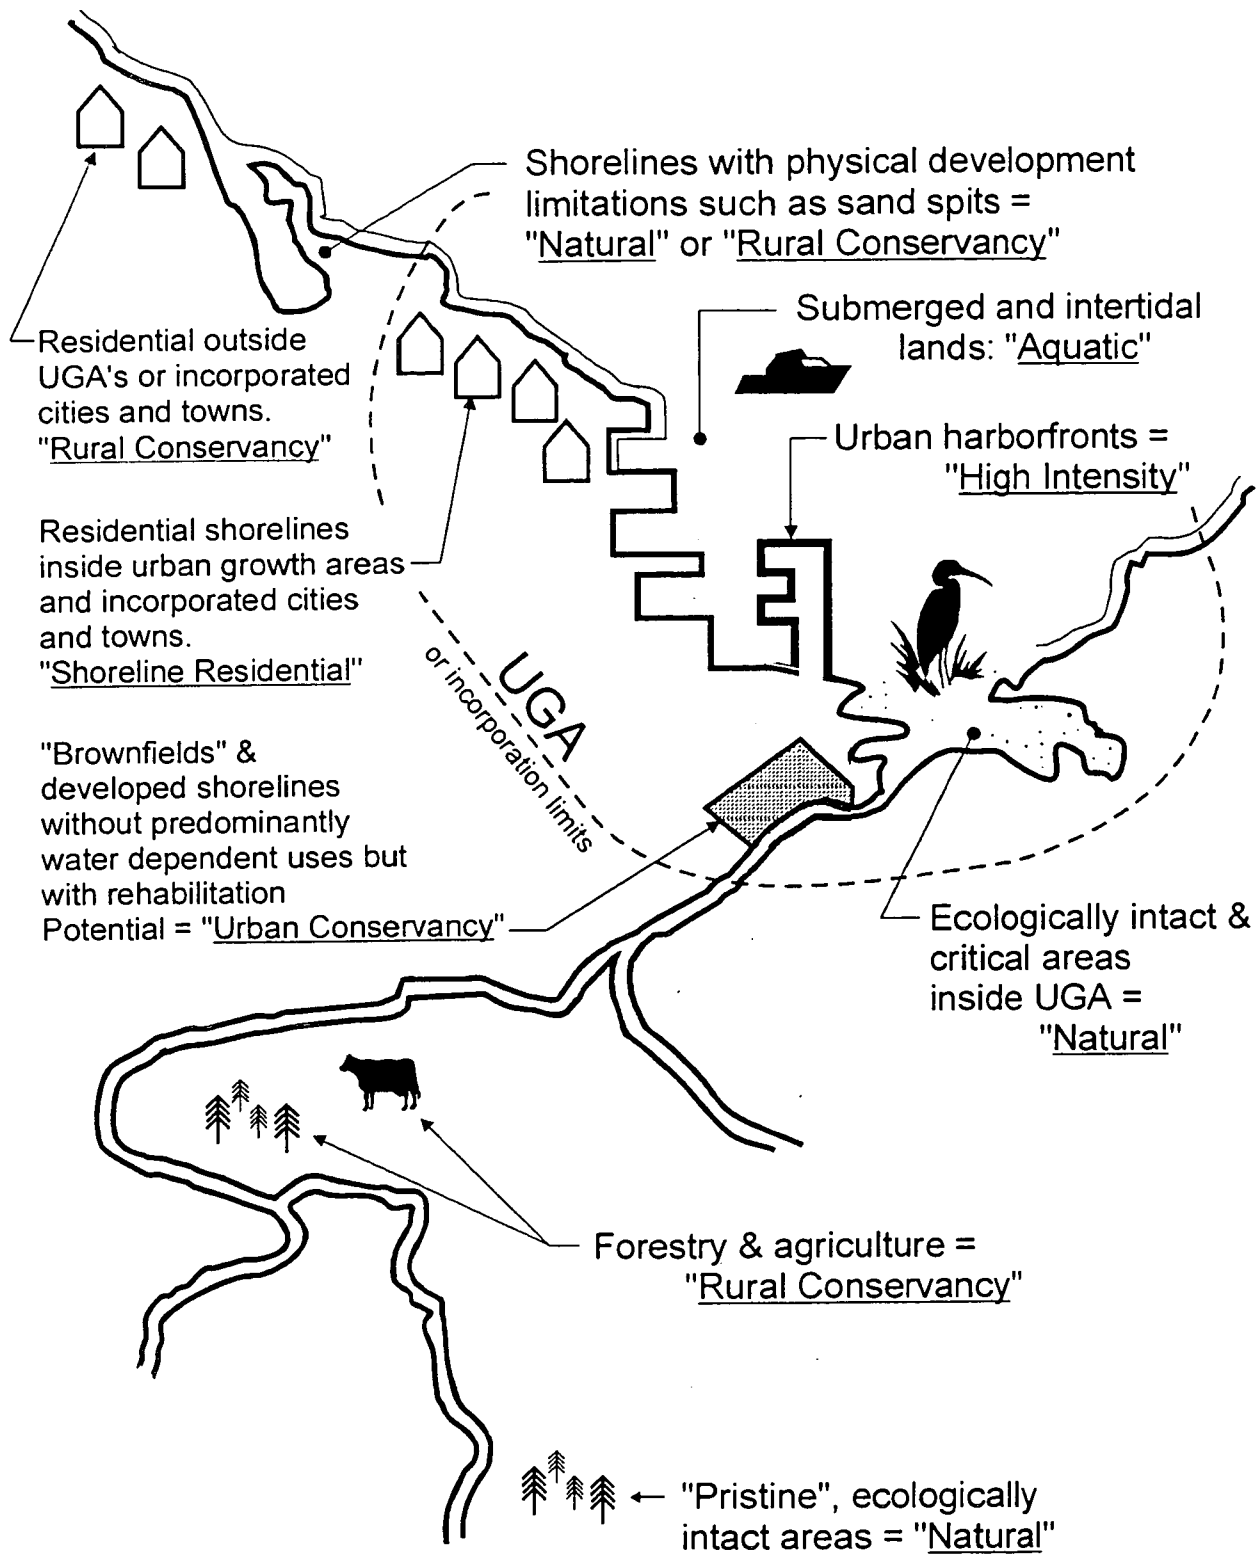 Shorelines with physical development
limitations such as sand spits =
"Natural" or "Rural Conservancy"
Submerged and intertidal
lands: "Aquatic"
Residential outside
UGA's or incorporated
cities and towns.
"Rural Conservancy"
Urban harborfronts =
"High Intensity"
Residential shorelines
inside urban growth areas
and incorporated cities
and towns.
"Shoreline Residential"
UGA
or incorporation limits
"Brownfields" &
developed shorelines
without predominantly
water dependent uses but
with rehabilitation
Potential = "Urban Conservancy"
Ecologically intact &
critical areas
inside UGA =
"Natural"
Forestry & agriculture =
"Rural Conservancy"
"Pristine", ecologically
intact areas = "Natural"